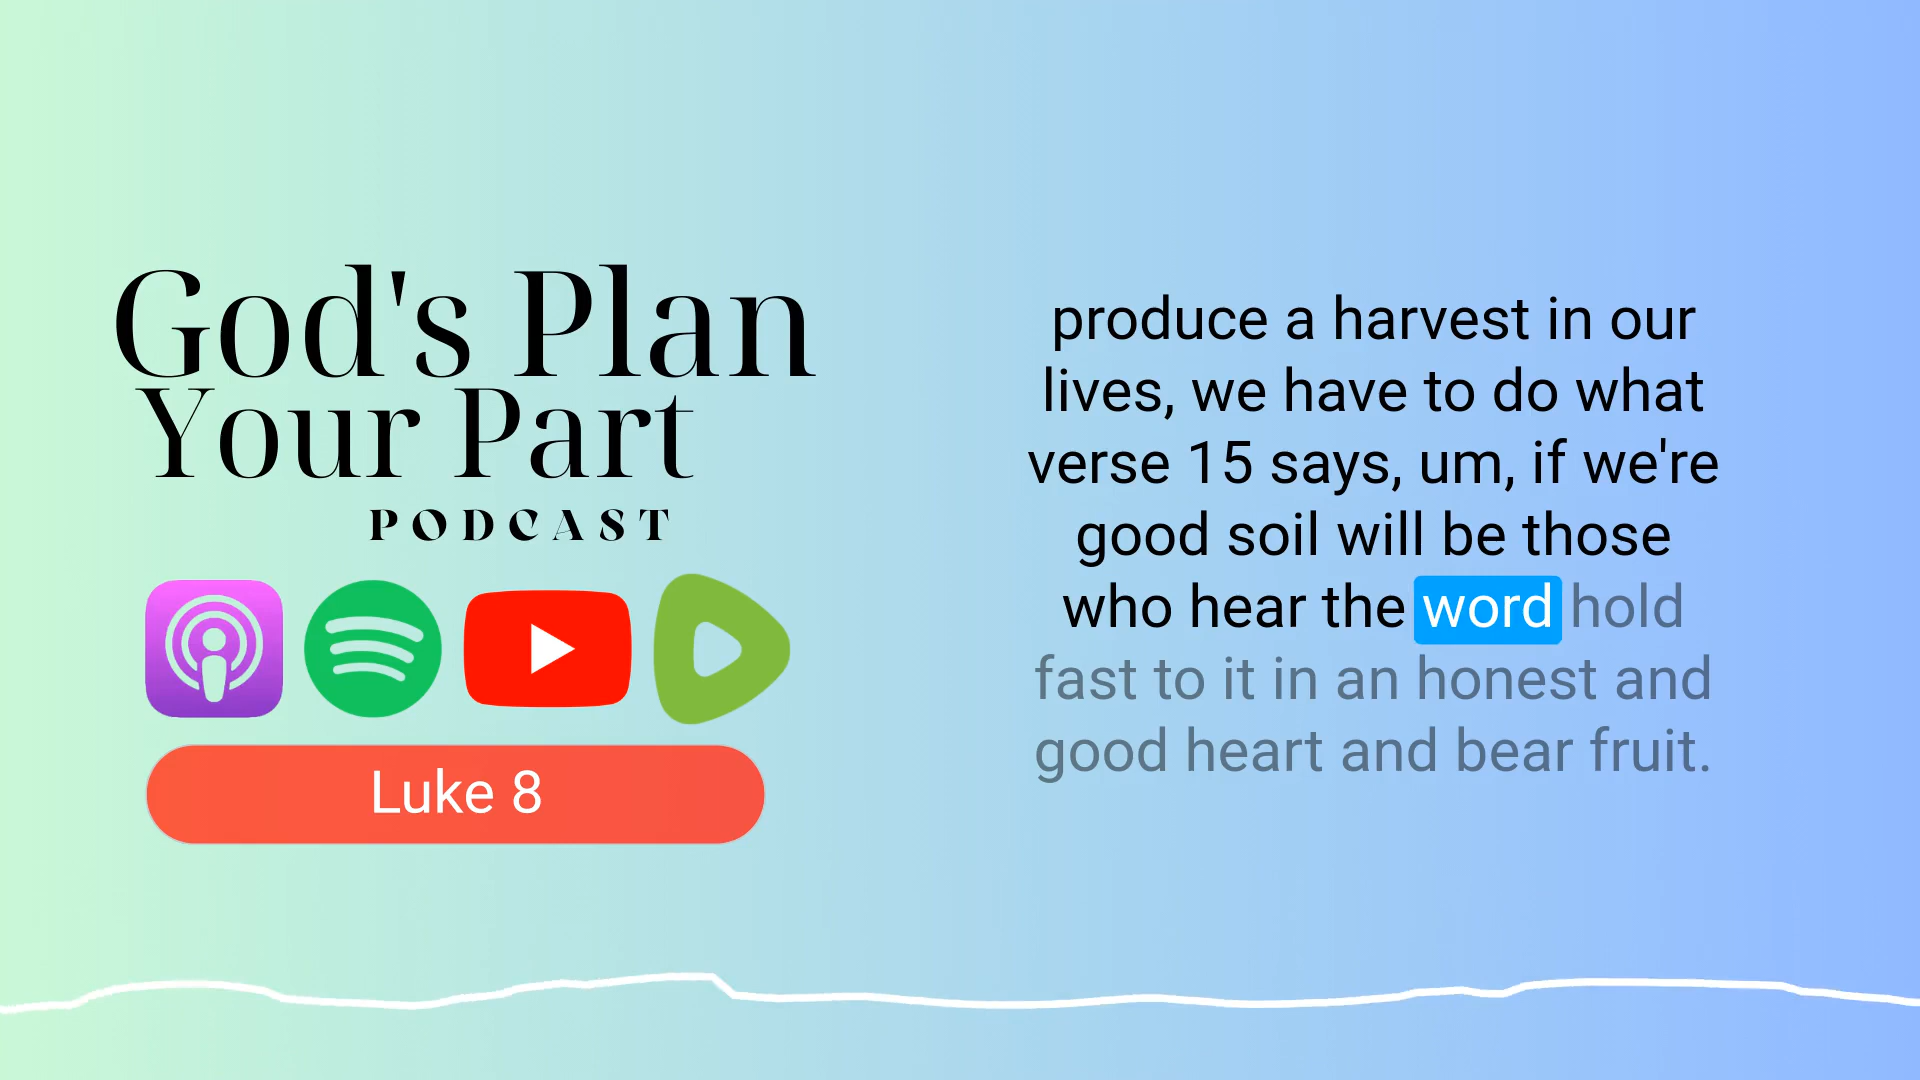 God's Plan
Your Part
PODCAST
Luke 8
produce a harvest in our
lives, we have to do what
verse 15 says, um, if we're
good soil will be those
who hear the word hold
fast to it in an honest and
good heart and bear fruit.